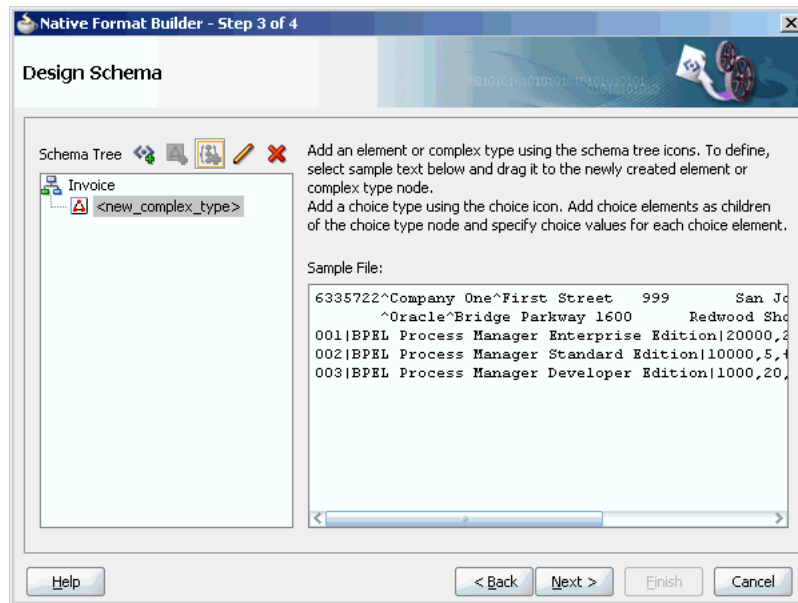 Native Format Builder - Step 3 of 4
Design Schema
Schema Tree
Invoice
<new_complex_type>
Add an element or complex type using the schema tree icons. To define,
select sample text below and drag it to the newly created element or
complex type node.
Add a choice type using the choice icon. Add choice elements as children
of the choice type node and specify choice values for each choice element.
Sample File:
6335722^Company One^First Street 999 San Jo
^Oracle^Bridge Parkway 1600 Redwood Sho
001|BPEL Process Manager Enterprise Edition|20000,2
002|BPEL Process Manager Standard Edition|10000,5,+
003|BPEL Process Manager Developer Edition|1000,20,
Help
< Back
Next >
Finish
Cancel